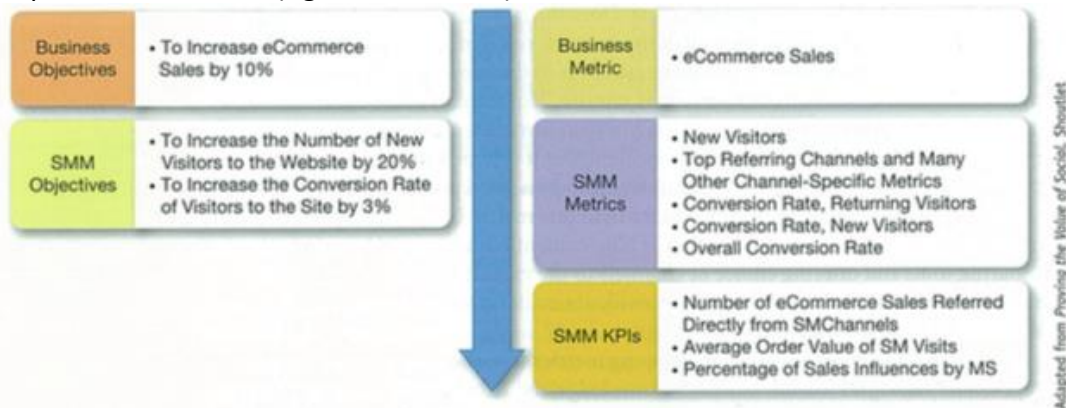 Business
Objectives
• To Increase eCommerce
Sales by 10%
SMM
Objectives
• To Increase the Number of New
Visitors to the Website by 20%
• To Increase the Conversion Rate
of Visitors to the Site by 3%
Business
Metric
• eCommerce Sales
SMM
Metrics
• New Visitors
• Top Referring Channels and Many
Other Channel-Specific Metrics
• Conversion Rate, Returning Visitors
• Conversion Rate, New Visitors
• Overall Conversion Rate
SMM KPIs
• Number of eCommerce Sales Referred
Directly from SMChannels
• Average Order Value of SM Visits
• Percentage of Sales Influences by MS
Adapted from Proving the Value of Social, Shoutlet